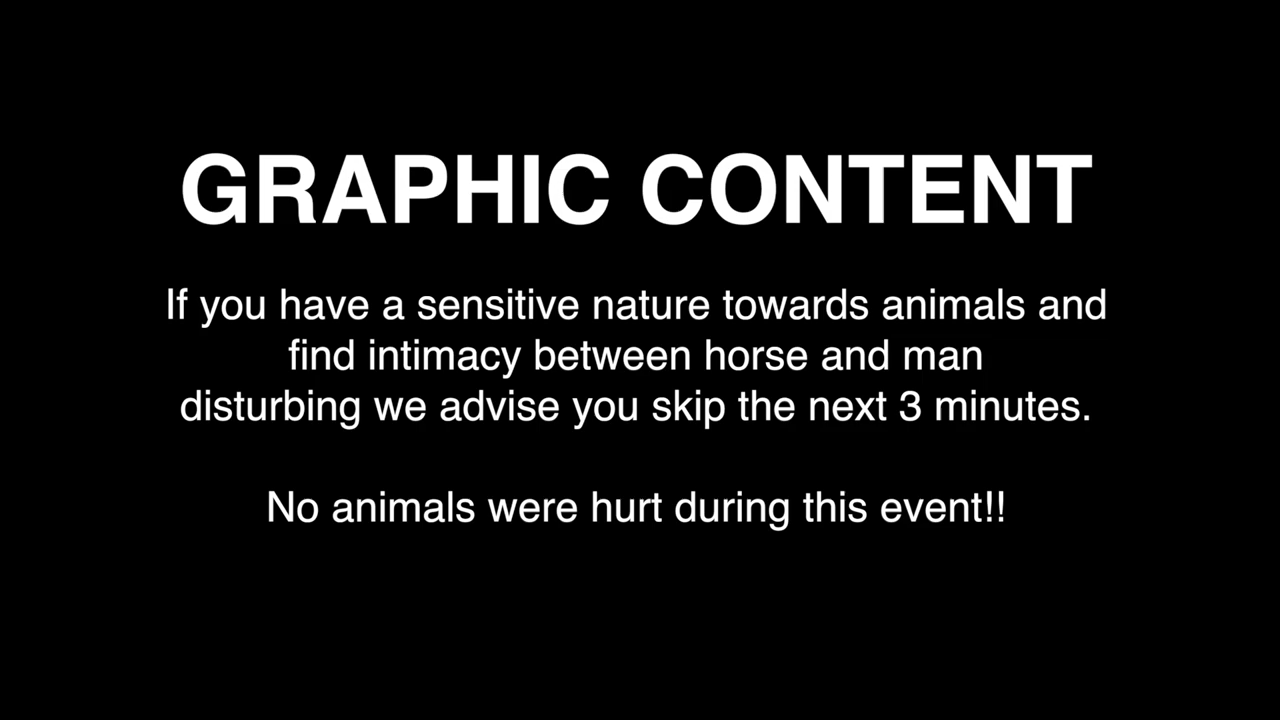 GRAPHIC CONTENT
If you have a sensitive nature towards animals and
find intimacy between horse and man
disturbing we advise you skip the next 3 minutes.
No animals were hurt during this event!!